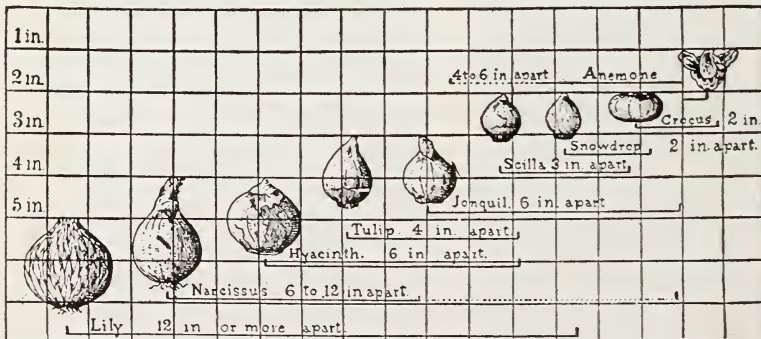 1 in.
2 in.
3 in.
4 in.
5 in.
4 to 6 in. apart Anemone
Crocus 2 in.
Snowdrop 2 in. apart.
Scilla 3 in. apart
Jonquil. 6 in. apart.
Tulip. 4 in. apart.
Hyacinth. 6 in apart.
Narcissus 6 to 12 in apart.
Lily 12 in or more apart.